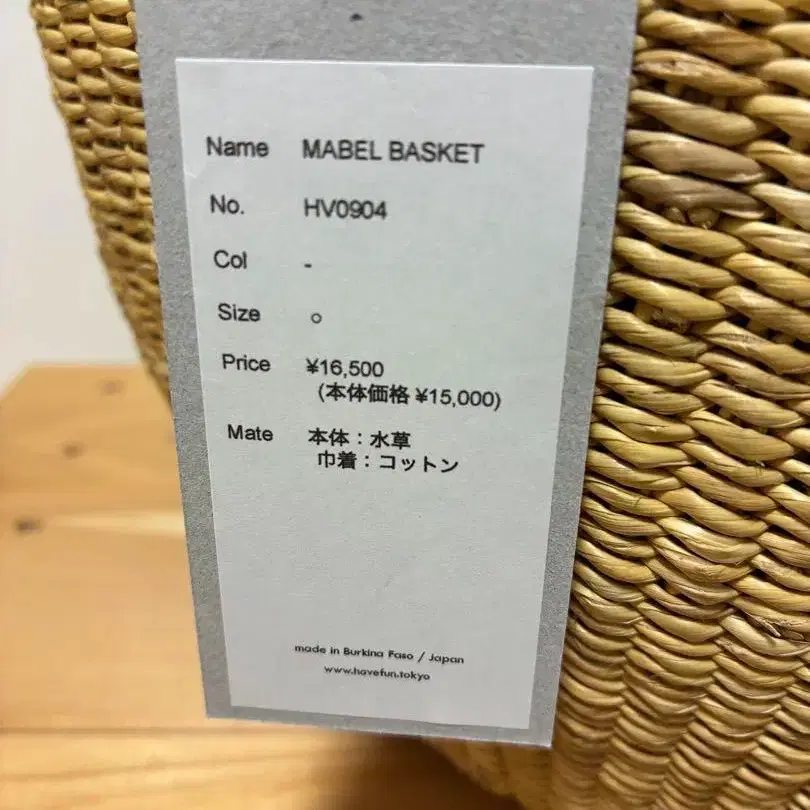 Name MABEL BASKET
No. HV0904
Col -
Size ○
Price ¥16,500
(本体価格 ¥15,000)
Mate 本体：水草
巾着：コットン
made in Burkina Faso / Japan
www.havefun.tokyo